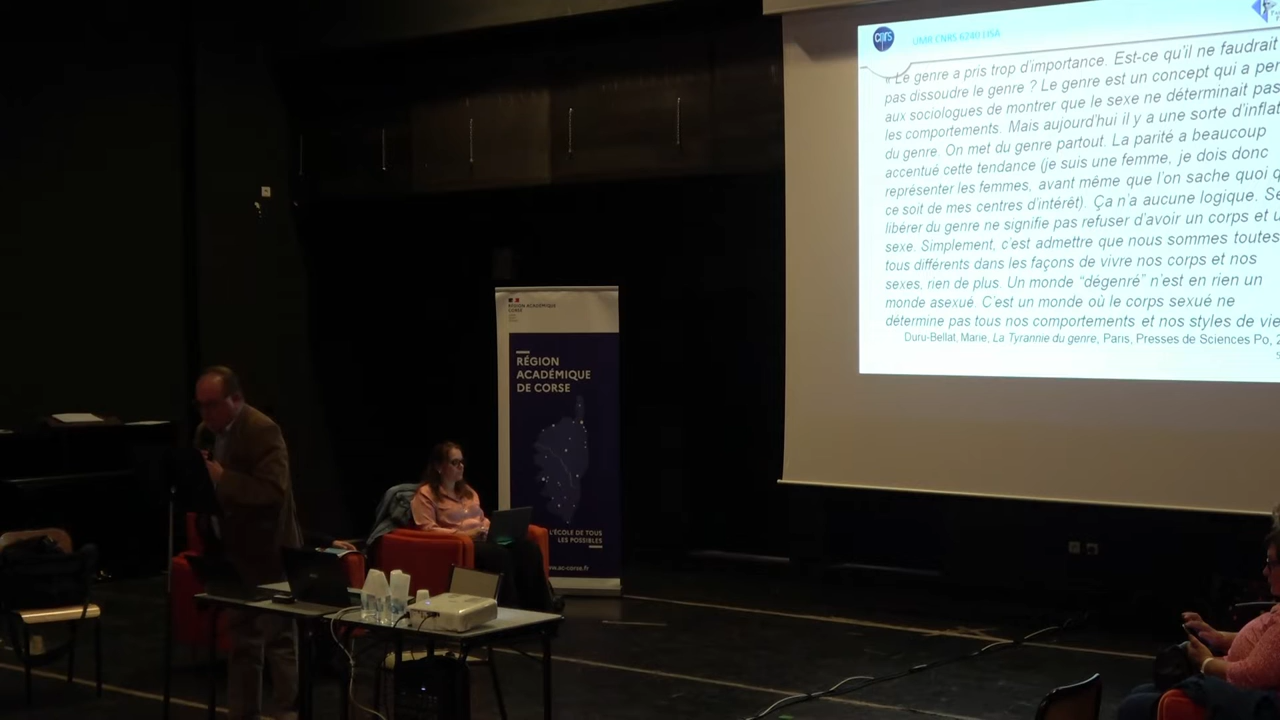 cnrs
UMR CNRS 6240 LISA
« Le genre a pris trop d'importance. Est-ce qu'il ne faudrait
pas dissoudre le genre ? Le genre est un concept qui a per
aux sociologues de montrer que le sexe ne déterminait pas
les comportements. Mais aujourd'hui il y a une sorte d'inflat
du genre. On met du genre partout. La parité a beaucoup
accentué cette tendance (je suis une femme, je dois donc
représenter les femmes, avant même que l'on sache quoi q
ce soit de mes centres d'intérêt). Ça n'a aucune logique. Se
libérer du genre ne signifie pas refuser d'avoir un corps et u
sexe. Simplement, c'est admettre que nous sommes toutes
tous différents dans les façons de vivre nos corps et nos
sexes, rien de plus. Un monde "dégenré" n'est en rien un
monde asexué. C'est un monde où le corps sexué ne
détermine pas tous nos comportements et nos styles de vie
Duru-Bellat, Marie, La Tyrannie du genre, Paris, Presses de Sciences Po, 2
RÉGION ACADÉMIQUE
CORSE
RÉGION
ACADÉMIQUE
DE CORSE
L'ÉCOLE DE TOUS
LES POSSIBLES
ww.ac-corse.fr